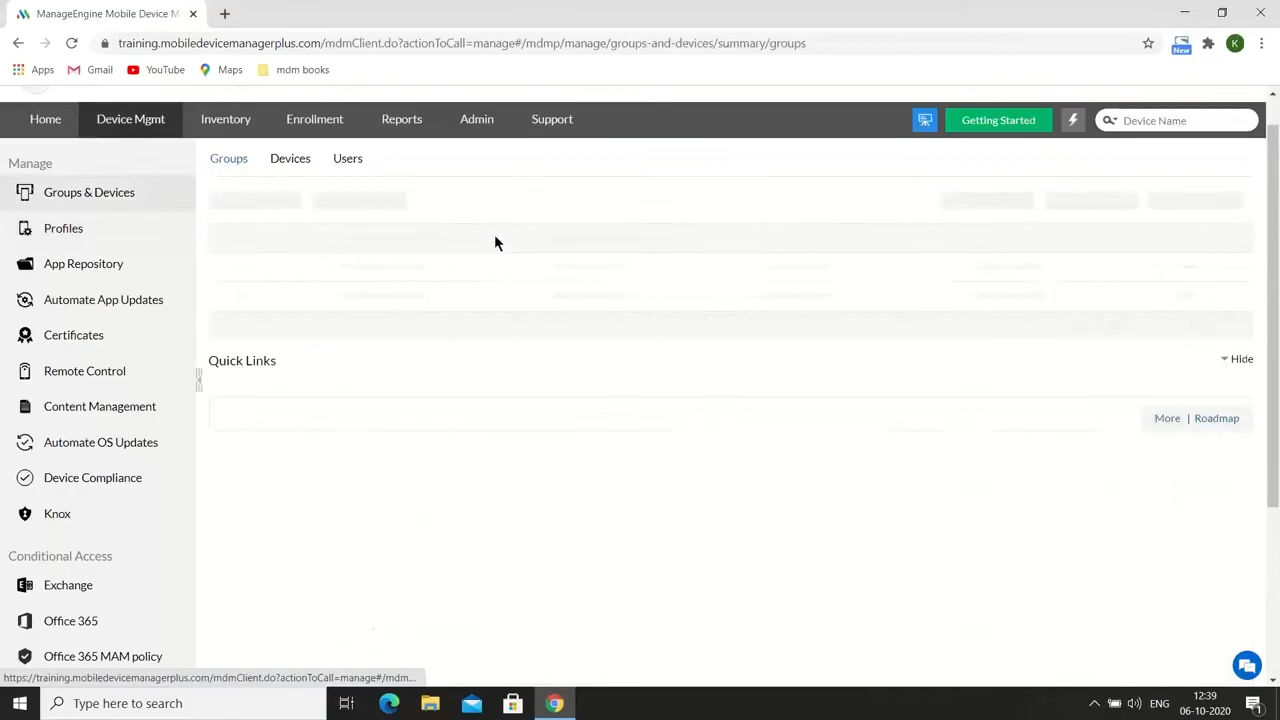 ManageEngine Mobile Device M
training.mobiledevicemanagerplus.com/mdmClient.do?actionToCall=manage#/mdmp/manage/groups-and-devices/summary/groups
New
K
Apps Gmail YouTube Maps mdm books
Home Device Mgmt Inventory Enrollment Reports Admin Support Getting Started Device Name
Manage
Groups & Devices
Profiles
App Repository
Automate App Updates
Certificates
Remote Control
Content Management
Automate OS Updates
Device Compliance
Knox
Conditional Access
Exchange
Office 365
Office 365 MAM policy
Groups Devices Users
Quick Links
Hide
More | Roadmap
https://training.mobiledevicemanagerplus.com/mdmClient.do?actionToCall=manage#/mdm...
Type here to search
ENG
12:39
06-10-2020
1